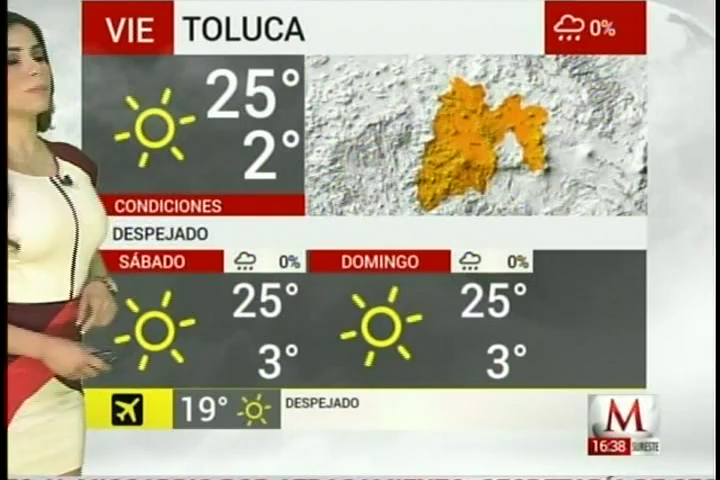 VIE TOLUCA 0%
25°
2°
CONDICIONES
DESPEJADO
SÁBADO 0% DOMINGO 0%
25° 25°
3° 3°
19° DESPEJADO
M
16:38 SURESTE